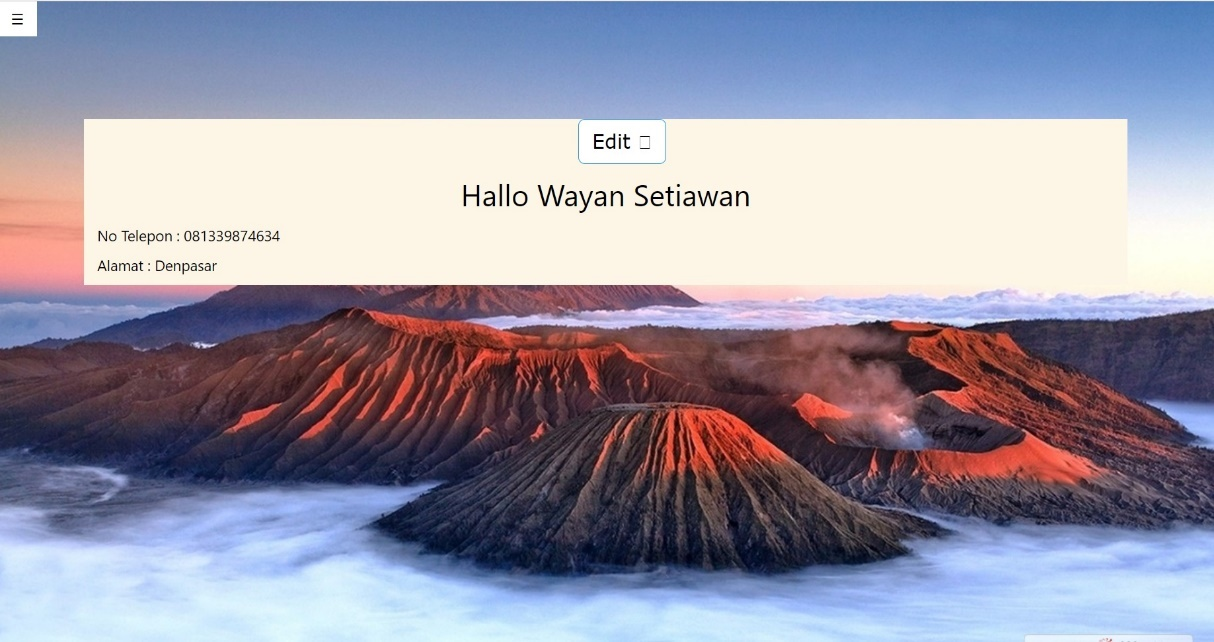 ☰
Edit
Hallo Wayan Setiawan
No Telepon : 081339874634
Alamat : Denpasar